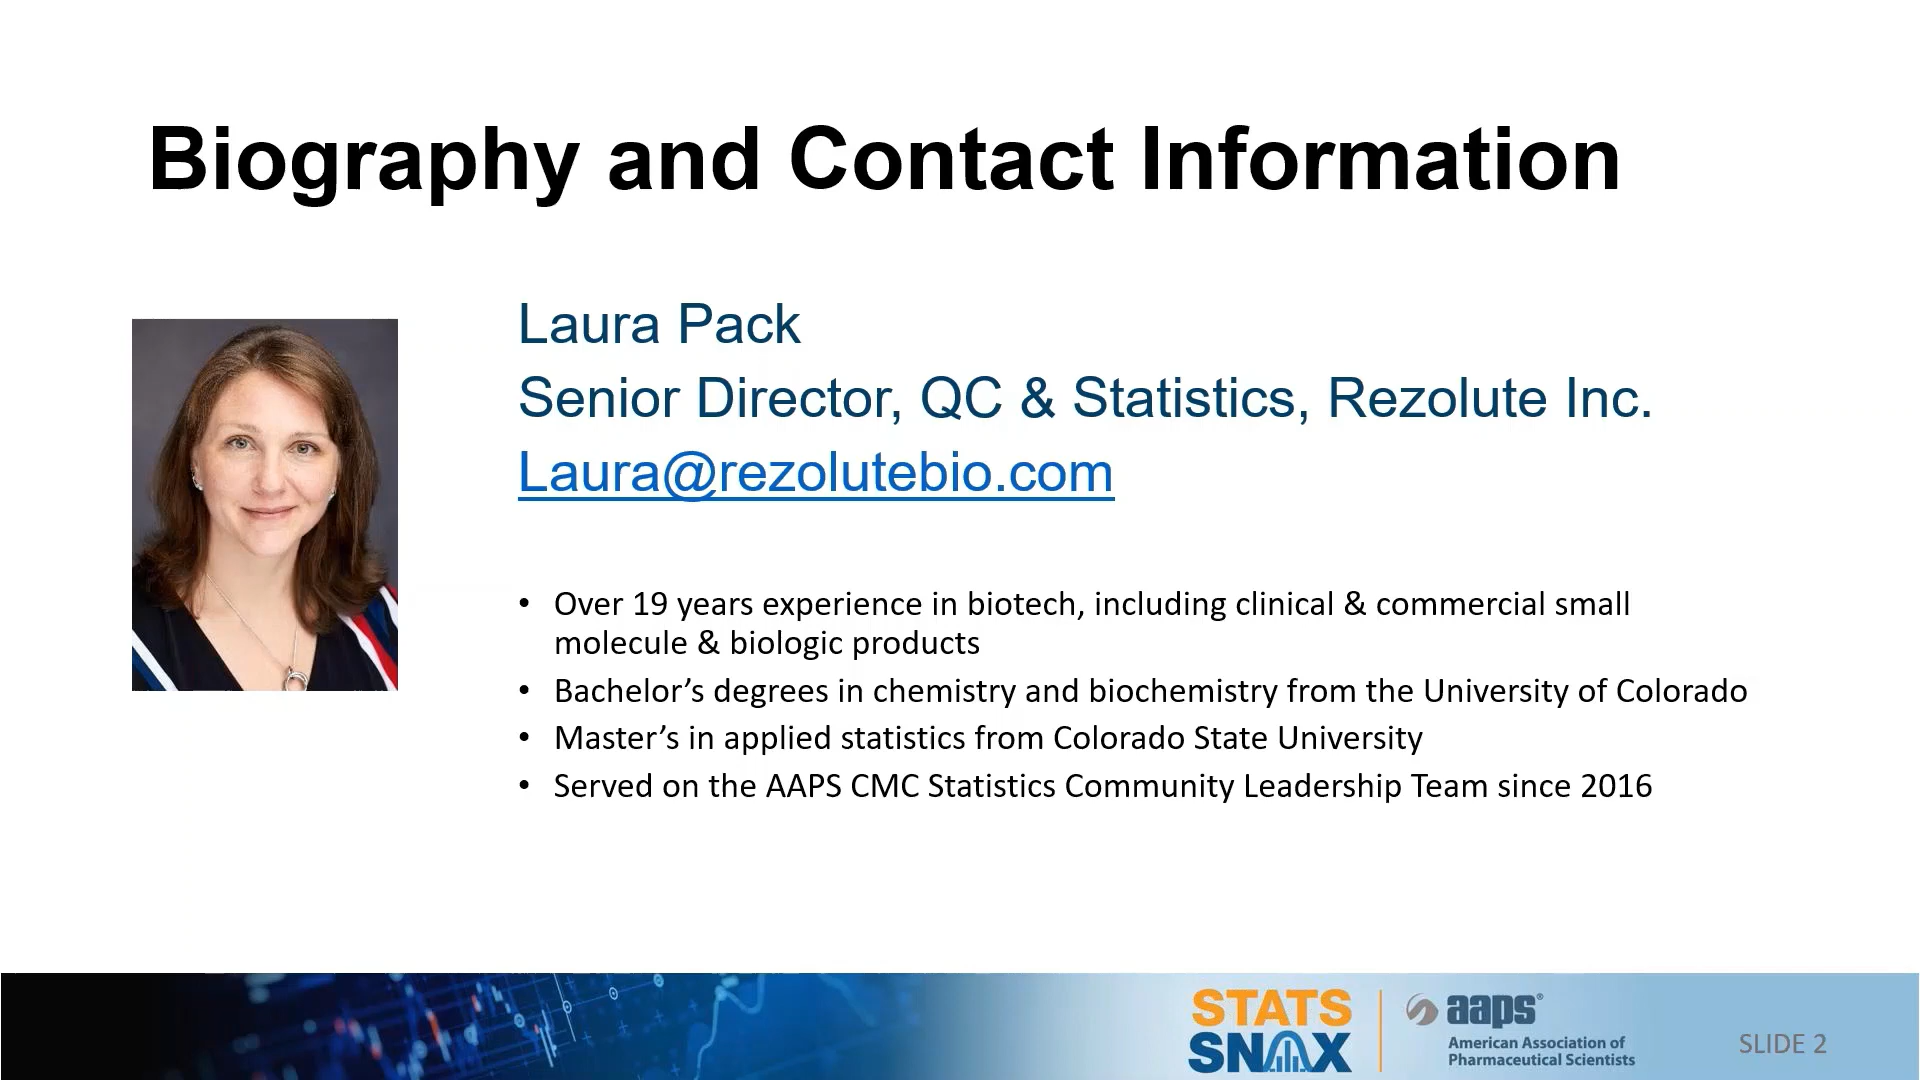 Biography and Contact Information
Laura Pack
Senior Director, QC & Statistics, Rezolute Inc.
Laura@rezolutebio.com
• Over 19 years experience in biotech, including clinical & commercial small
molecule & biologic products
• Bachelor’s degrees in chemistry and biochemistry from the University of Colorado
• Master’s in applied statistics from Colorado State University
• Served on the AAPS CMC Statistics Community Leadership Team since 2016
STATS
SNAX
aaps®
American Association of
Pharmaceutical Scientists
SLIDE 2